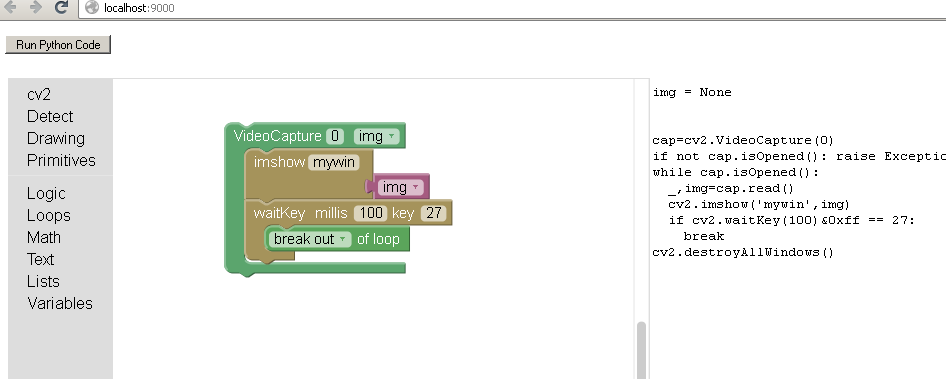 localhost:9000
Run Python Code
cv2
Detect
Drawing
Primitives
Logic
Loops
Math
Text
Lists
Variables
VideoCapture 0 img
imshow mywin
img
waitKey millis 100 key 27
break out of loop
img = None
cap=cv2.VideoCapture(0)
if not cap.isOpened(): raise Exceptio
while cap.isOpened():
_,img=cap.read()
cv2.imshow('mywin',img)
if cv2.waitKey(100)&0xff == 27:
break
cv2.destroyAllWindows()